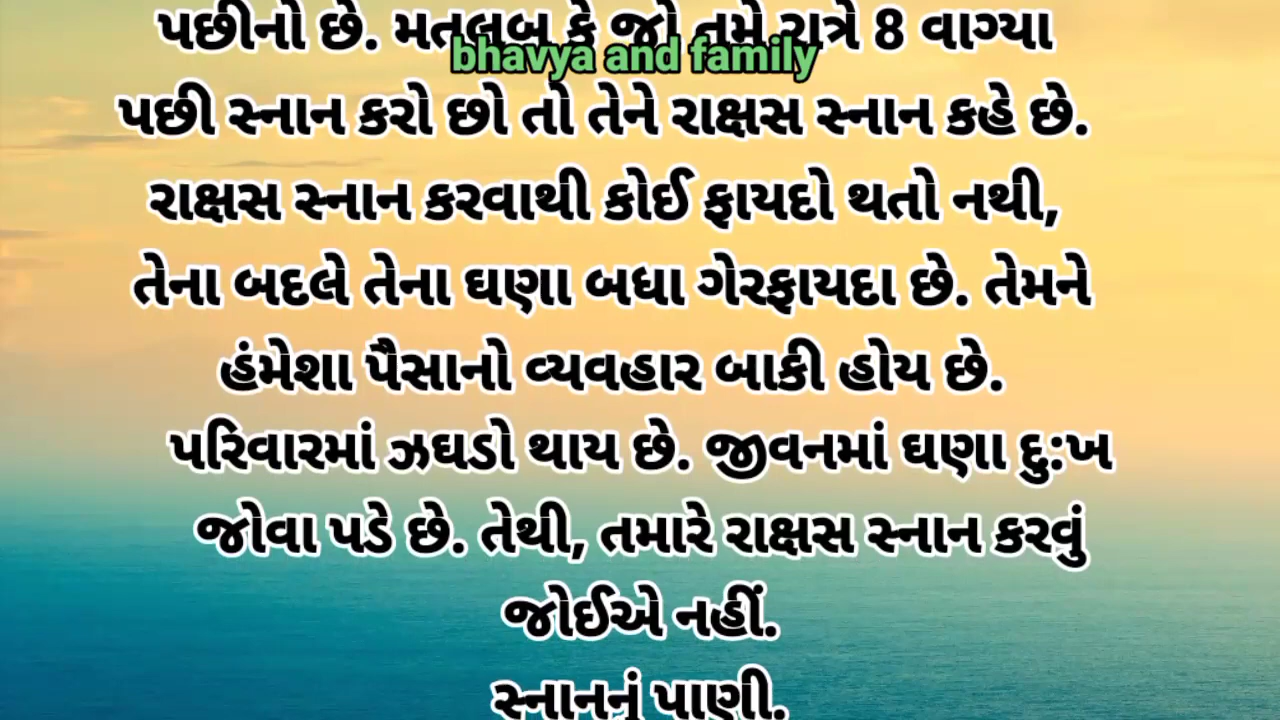 પછીનો છે. મતલબ કે જો તમે રાત્રે 8 વાગ્યા
bhavya and family
પછી સ્નાન કરો છો તો તેને રાક્ષસ સ્નાન કહે છે.
રાક્ષસ સ્નાન કરવાથી કોઈ ફાયદો થતો નથી,
તેના બદલે તેના ઘણા બધા ગેરફાયદા છે. તેમને
હંમેશા પૈસાનો વ્યવહાર બાકી હોય છે.
પરિવારમાં ઝઘડો થાય છે. જીવનમાં ઘણા દુ:ખ
જોવા પડે છે. તેથી, તમારે રાક્ષસ સ્નાન કરવું
જોઈએ નહીં.
સ્નાનનું પાણી.